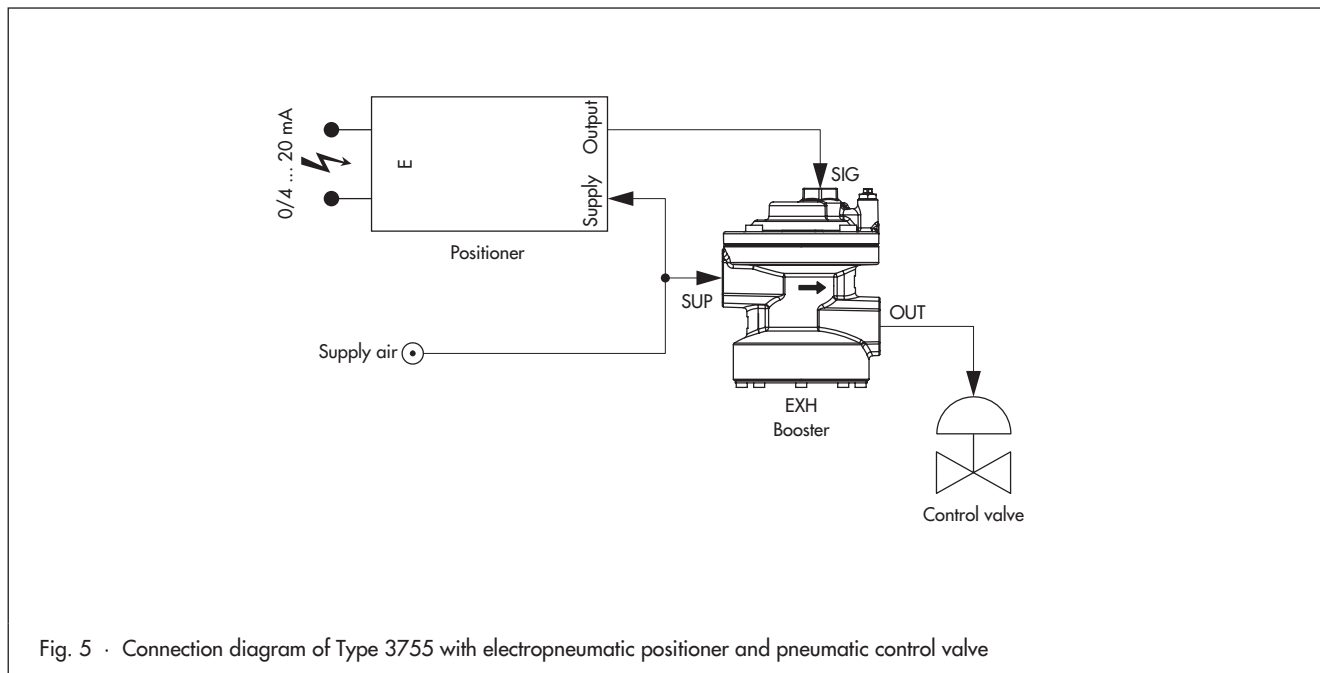 0/4 ... 20 mA
E
Output
Supply
Positioner
SIG
SUP
OUT
Supply air
EXH
Booster
Control valve
Fig. 5 · Connection diagram of Type 3755 with electropneumatic positioner and pneumatic control valve